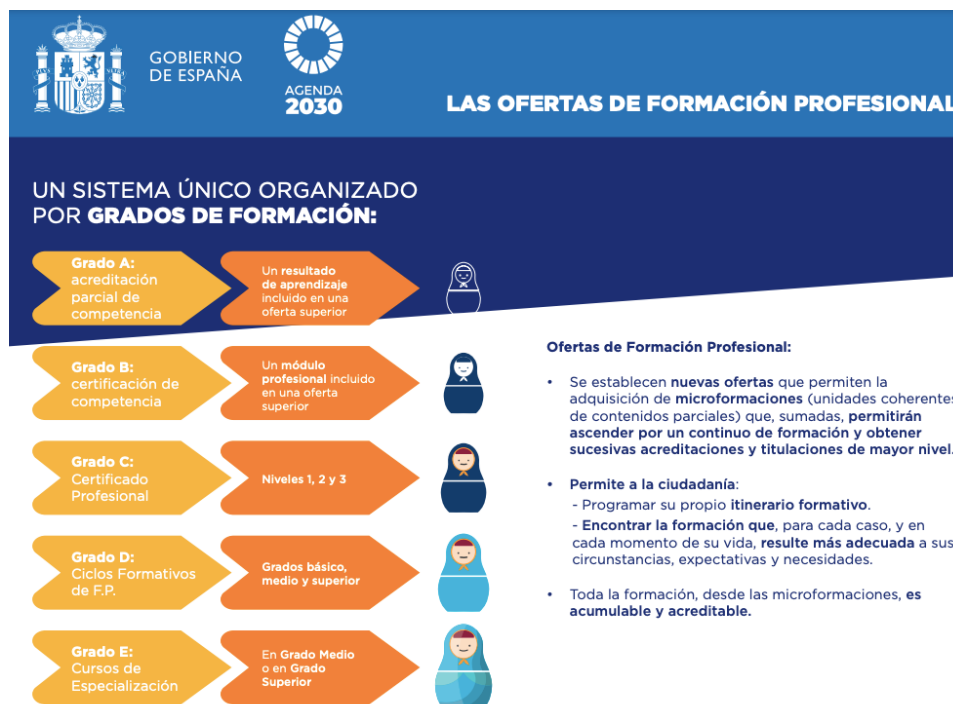 GOBIERNO
DE ESPAÑA
AGENDA
2030
LAS OFERTAS DE FORMACIÓN PROFESIONAL
UN SISTEMA ÚNICO ORGANIZADO
POR GRADOS DE FORMACIÓN:
Grado A:
acreditación
parcial de
competencia
Un resultado
de aprendizaje
incluido en una
oferta superior
Grado B:
certificación de
competencia
Un módulo
profesional incluido
en una oferta
superior
Grado C:
Certificado
Profesional
Niveles 1, 2 y 3
Grado D:
Ciclos Formativos
de F.P.
Grados básico,
medio y superior
Grado E:
Cursos de
Especialización
En Grado Medio
o en Grado
Superior
Ofertas de Formación Profesional:
• Se establecen nuevas ofertas que permiten la
adquisición de microformaciones (unidades coherentes
de contenidos parciales) que, sumadas, permitirán
ascender por un continuo de formación y obtener
sucesivas acreditaciones y titulaciones de mayor nivel.
• Permite a la ciudadanía:
- Programar su propio itinerario formativo.
- Encontrar la formación que, para cada caso, y en
cada momento de su vida, resulte más adecuada a sus
circunstancias, expectativas y necesidades.
• Toda la formación, desde las microformaciones, es
acumulable y acreditable.